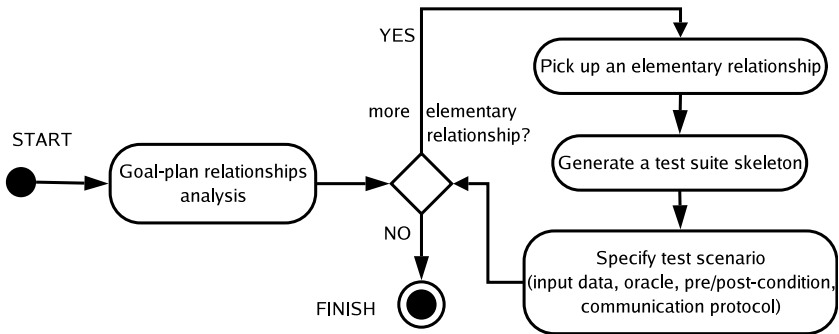 START
Goal-plan relationships
analysis
more elementary
relationship?
YES
Pick up an elementary relationship
Generate a test suite skeleton
Specify test scenario
(input data, oracle, pre/post-condition,
communication protocol)
NO
FINISH